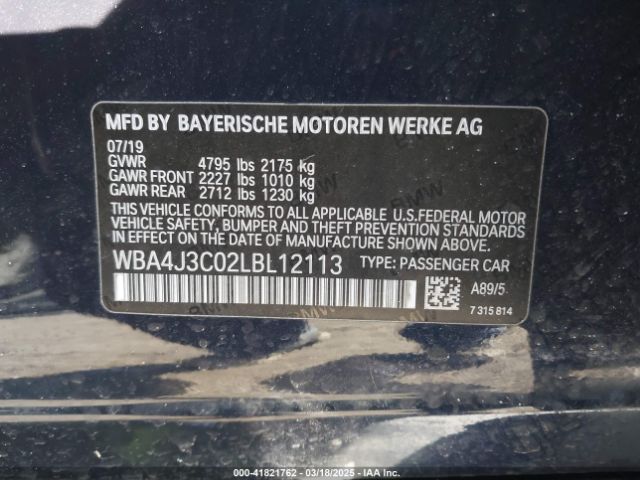 MFD BY BAYERISCHE MOTOREN WERKE AG
07/19
GVWR 4795 lbs 2175 kg
GAWR FRONT 2227 lbs 1010 kg
GAWR REAR 2712 lbs 1230 kg
THIS VEHICLE CONFORMS TO ALL APPLICABLE U.S.FEDERAL MOTOR
VEHICLE SAFETY, BUMPER, AND THEFT PREVENTION STANDARDS
IN EFFECT ON THE DATE OF MANUFACTURE SHOWN ABOVE.
WBA4J3C02LBL12113 TYPE: PASSENGER CAR
A89/5
7 315 814
000-41821762 — 03/18/2025 — IAA Inc.